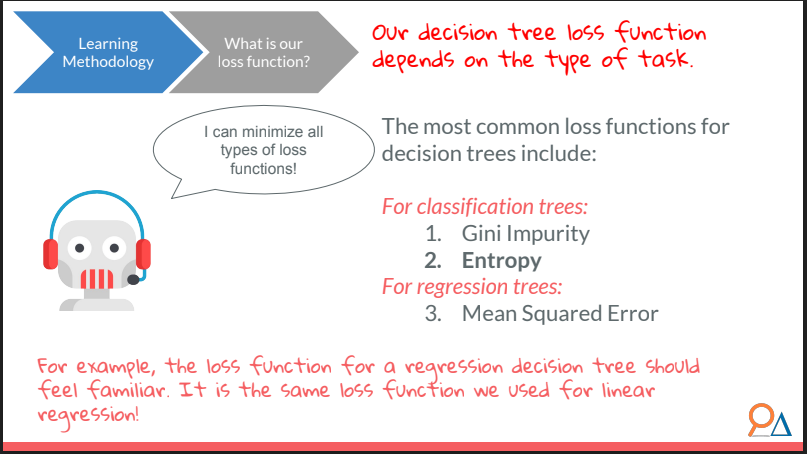 Learning
Methodology
What is our
loss function?
Our decision tree loss function
depends on the type of task.
I can minimize all
types of loss
functions!
The most common loss functions for
decision trees include:
For classification trees:
1. Gini Impurity
2. Entropy
For regression trees:
3. Mean Squared Error
For example, the loss function for a regression decision tree should
feel familiar. It is the same loss function we used for linear
regression!